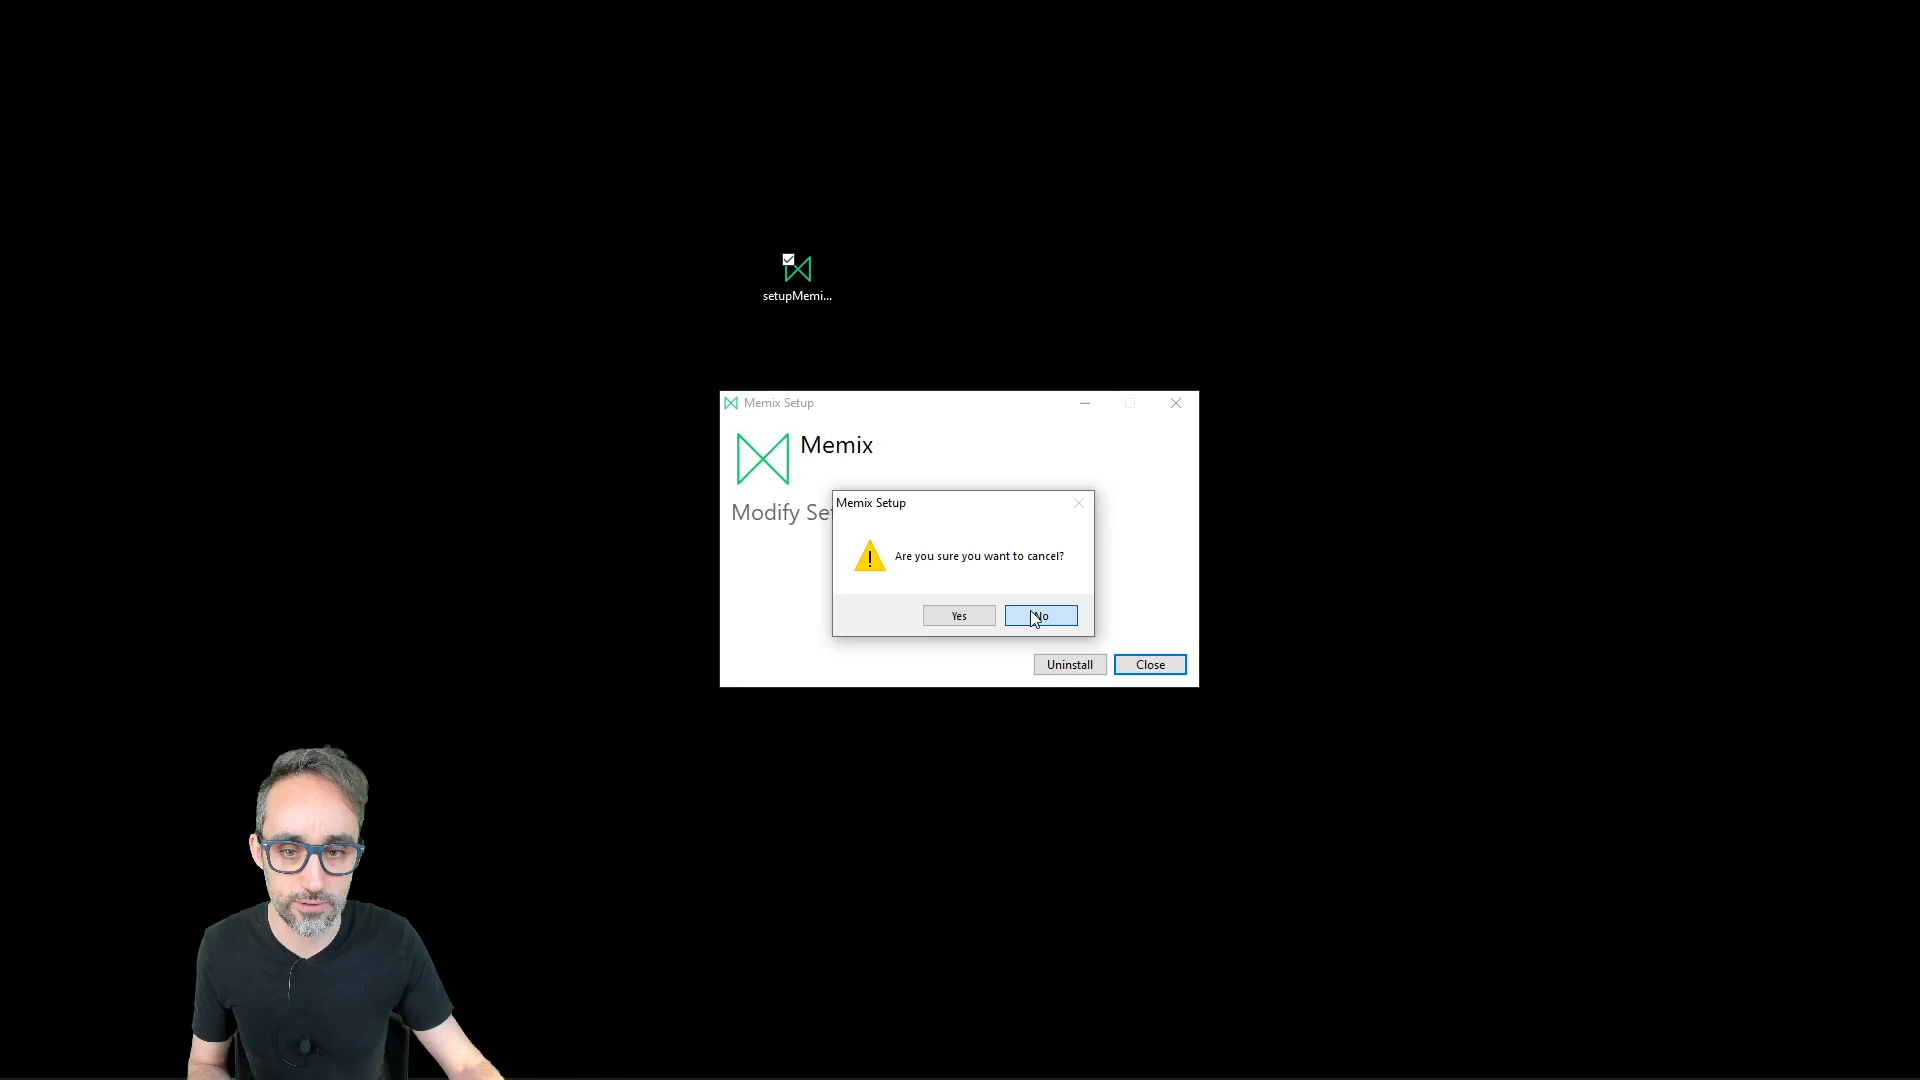 setupMemi...
Memix Setup
Memix
Modify Se
Memix Setup
Are you sure you want to cancel?
Yes
No
Uninstall
Close